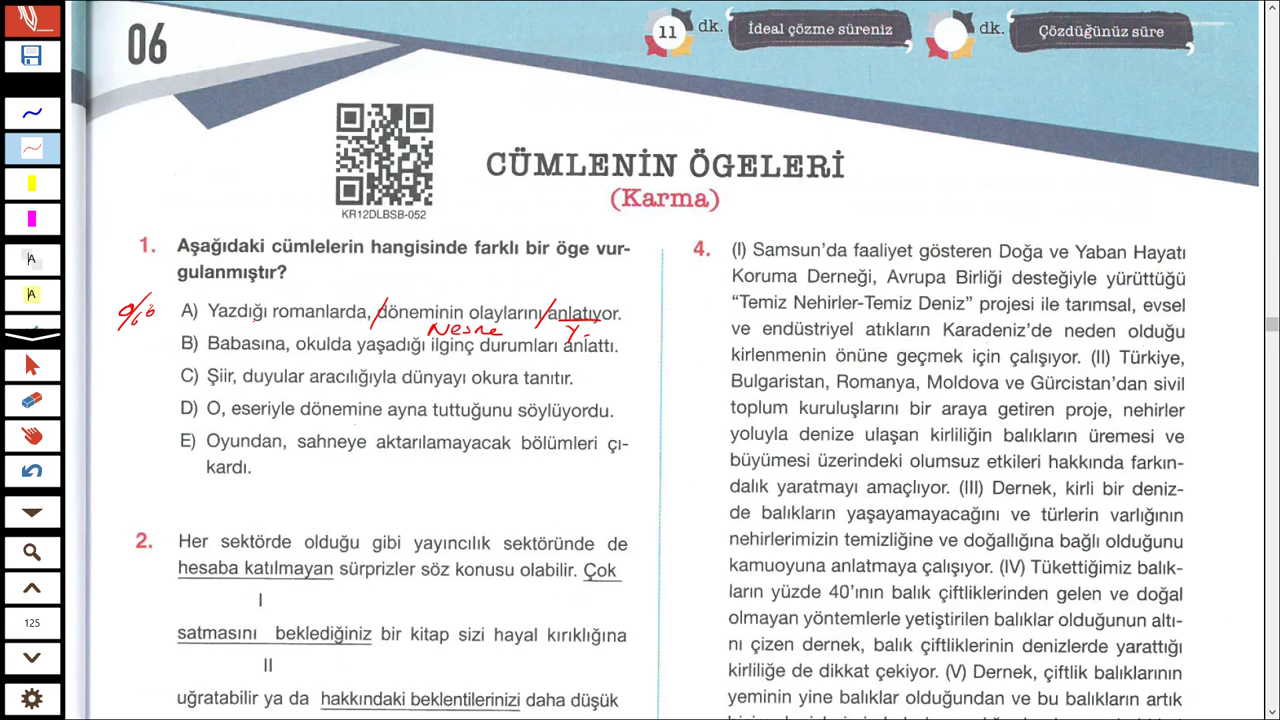 06
11
dk.
İdeal çözme süreniz
dk.
Çözdüğünüz süre
KR12DLBSB-052
CÜMLENİN ÖGELERİ
(Karma)
1. Aşağıdaki cümlelerin hangisinde farklı bir öge vur-
gulanmıştır?
A) Yazdığı romanlarda, döneminin olaylarını anlatıyor.
Nesne
Y-
B) Babasına, okulda yaşadığı ilginç durumları anlattı.
C) Şiir, duyular aracılığıyla dünyayı okura tanıtır.
D) O, eseriyle dönemine ayna tuttuğunu söylüyordu.
E) Oyundan, sahneye aktarılamayacak bölümleri çı-
kardı.
2. Her sektörde olduğu gibi yayıncılık sektöründe de
hesaba katılmayan sürprizler söz konusu olabilir. Çok
I
satmasını beklediğiniz bir kitap sizi hayal kırıklığına
II
uğratabilir ya da hakkındaki beklentilerinizi daha düşük
4. (I) Samsun'da faaliyet gösteren Doğa ve Yaban Hayatı
Koruma Derneği, Avrupa Birliği desteğiyle yürüttüğü
"Temiz Nehirler-Temiz Deniz" projesi ile tarımsal, evsel
ve endüstriyel atıkların Karadeniz'de neden olduğu
kirlenmenin önüne geçmek için çalışıyor. (II) Türkiye,
Bulgaristan, Romanya, Moldova ve Gürcistan'dan sivil
toplum kuruluşlarını bir araya getiren proje, nehirler
yoluyla denize ulaşan kirliliğin balıkların üremesi ve
büyümesi üzerindeki olumsuz etkileri hakkında farkın-
dalık yaratmayı amaçlıyor. (III) Dernek, kirli bir deniz-
de balıkların yaşayamayacağını ve türlerin varlığının
nehirlerimizin temizliğine ve doğallığına bağlı olduğunu
kamuoyuna anlatmaya çalışıyor. (IV) Tükettiğimiz balık-
ların yüzde 40'ının balık çiftliklerinden gelen ve doğal
olmayan yöntemlerle yetiştirilen balıklar olduğunun altı-
nı çizen dernek, balık çiftliklerinin denizlerde yarattığı
kirliliğe de dikkat çekiyor. (V) Dernek, çiftlik balıklarının
yeminin yine balıklar olduğundan ve bu balıkların artık
A
A
125